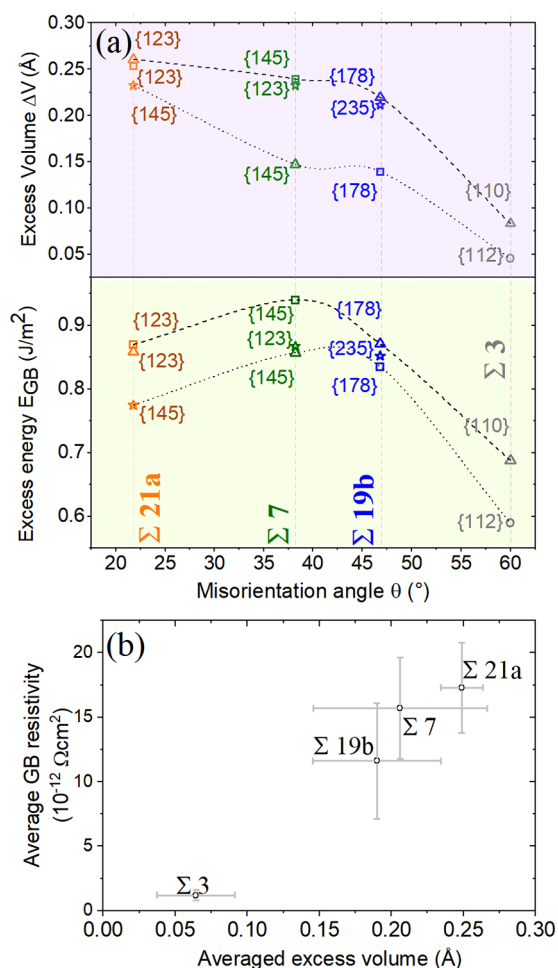 (a)
0.30
0.25
0.20
0.15
0.10
0.05
Excess Volume ΔV (Å)
{123}
{123}
{145}
{145}
{123}
{145}
{178}
{235}
{178}
{110}
{112}
0.9
0.8
0.7
0.6
Excess energy E_GB (J/m²)
{123}
{123}
{145}
{145}
{123}
{145}
{178}
{235}
{178}
{110}
{112}
Σ 21a
Σ 7
Σ 19b
Σ 3
20 25 30 35 40 45 50 55 60
Misorientation angle θ (°)
(b)
20
15
10
5
0
Average GB resistivity
(10⁻¹² Ωcm²)
Σ 21a
Σ 7
Σ 19b
Σ 3
0.00 0.05 0.10 0.15 0.20 0.25 0.30
Averaged excess volume (Å)